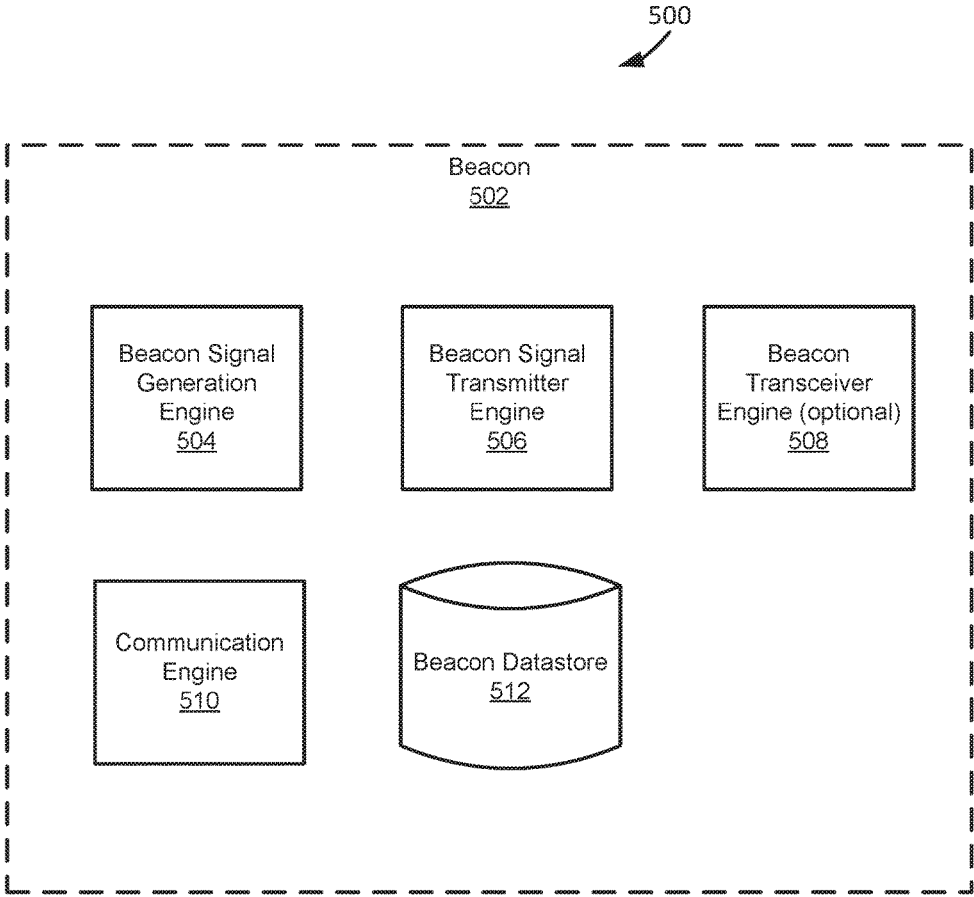 500
Beacon
502
Beacon Signal
Generation
Engine
504
Beacon Signal
Transmitter
Engine
506
Beacon
Transceiver
Engine (optional)
508
Communication
Engine
510
Beacon Datastore
512